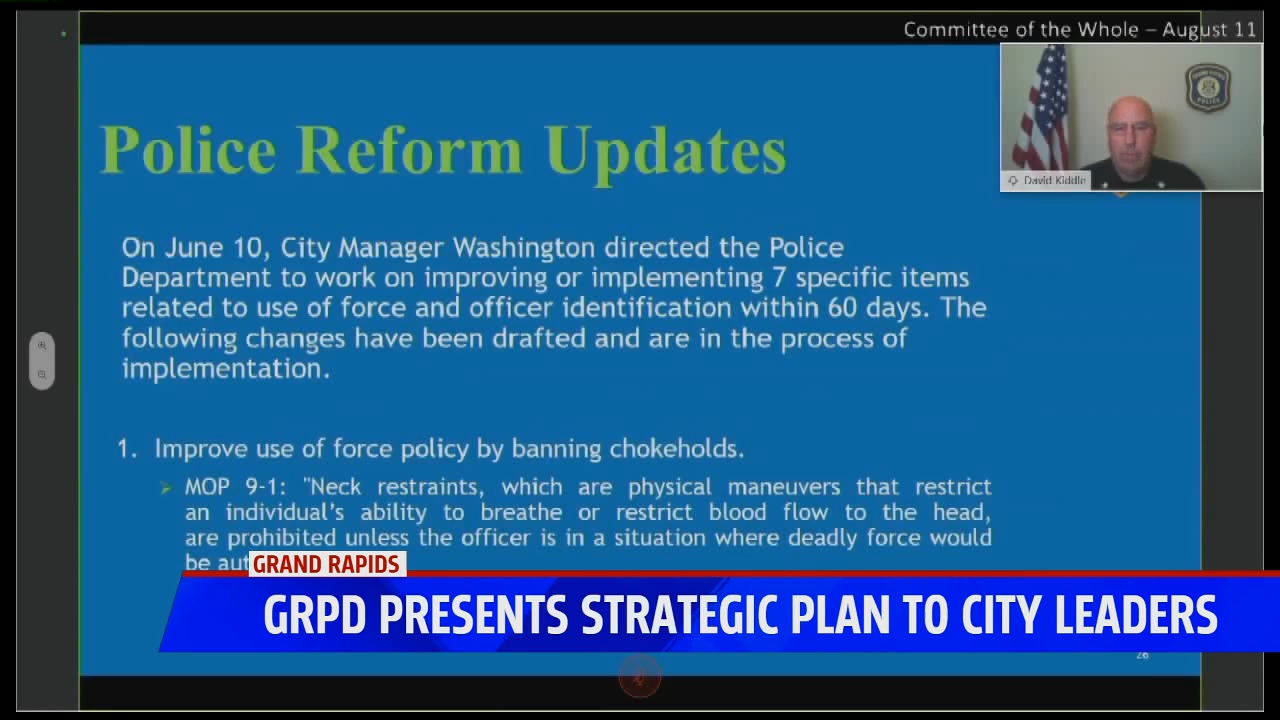 Committee of the Whole – August 11
Police Reform Updates
David Kiddle
On June 10, City Manager Washington directed the Police
Department to work on improving or implementing 7 specific items
related to use of force and officer identification within 60 days. The
following changes have been drafted and are in the process of
implementation.
1. Improve use of force policy by banning chokeholds.
MOP 9-1: "Neck restraints, which are physical maneuvers that restrict
an individual's ability to breathe or restrict blood flow to the head,
are prohibited unless the officer is in a situation where deadly force would
be aut
GRAND RAPIDS
GRPD PRESENTS STRATEGIC PLAN TO CITY LEADERS
26